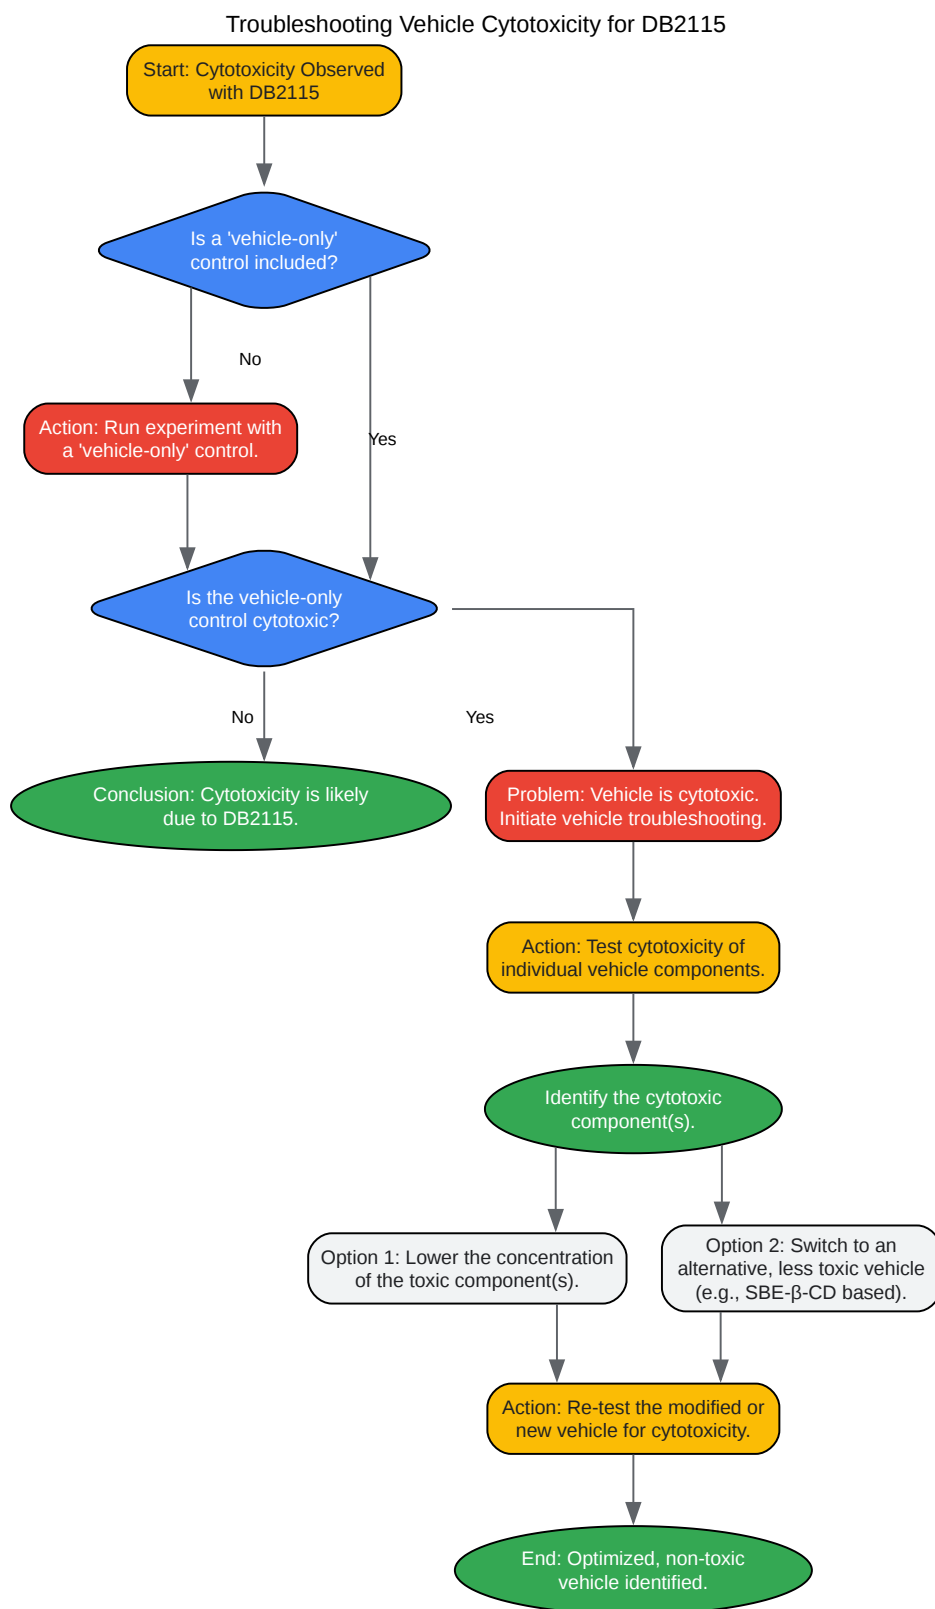 Troubleshooting Vehicle Cytotoxicity for DB2115
Start: Cytotoxicity Observed
with DB2115
Is a 'vehicle-only'
control included?
No
Action: Run experiment with
a 'vehicle-only' control.
Yes
Is the vehicle-only
control cytotoxic?
No
Yes
Conclusion: Cytotoxicity is likely
due to DB2115.
Problem: Vehicle is cytotoxic.
Initiate vehicle troubleshooting.
Action: Test cytotoxicity of
individual vehicle components.
Identify the cytotoxic
component(s).
Option 1: Lower the concentration
of the toxic component(s).
Option 2: Switch to an
alternative, less toxic vehicle
(e.g., SBE-β-CD based).
Action: Re-test the modified or
new vehicle for cytotoxicity.
End: Optimized, non-toxic
vehicle identified.